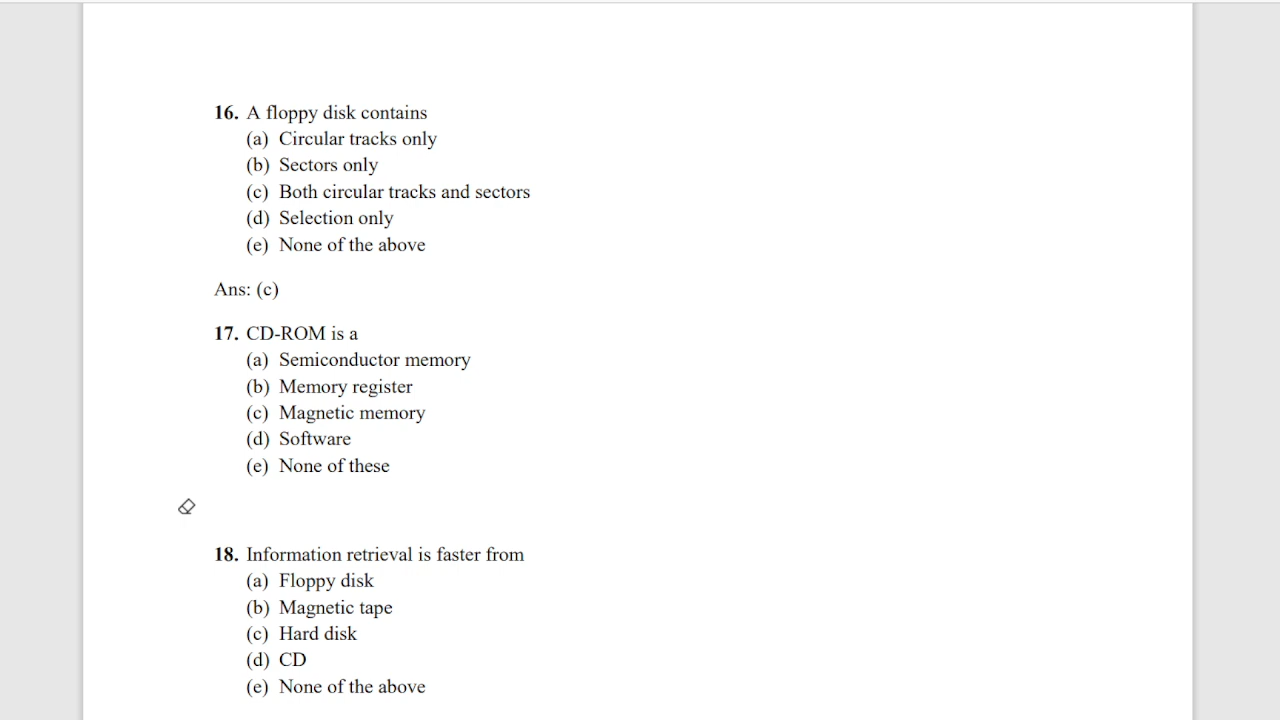 16. A floppy disk contains
(a) Circular tracks only
(b) Sectors only
(c) Both circular tracks and sectors
(d) Selection only
(e) None of the above
Ans: (c)
17. CD-ROM is a
(a) Semiconductor memory
(b) Memory register
(c) Magnetic memory
(d) Software
(e) None of these
18. Information retrieval is faster from
(a) Floppy disk
(b) Magnetic tape
(c) Hard disk
(d) CD
(e) None of the above